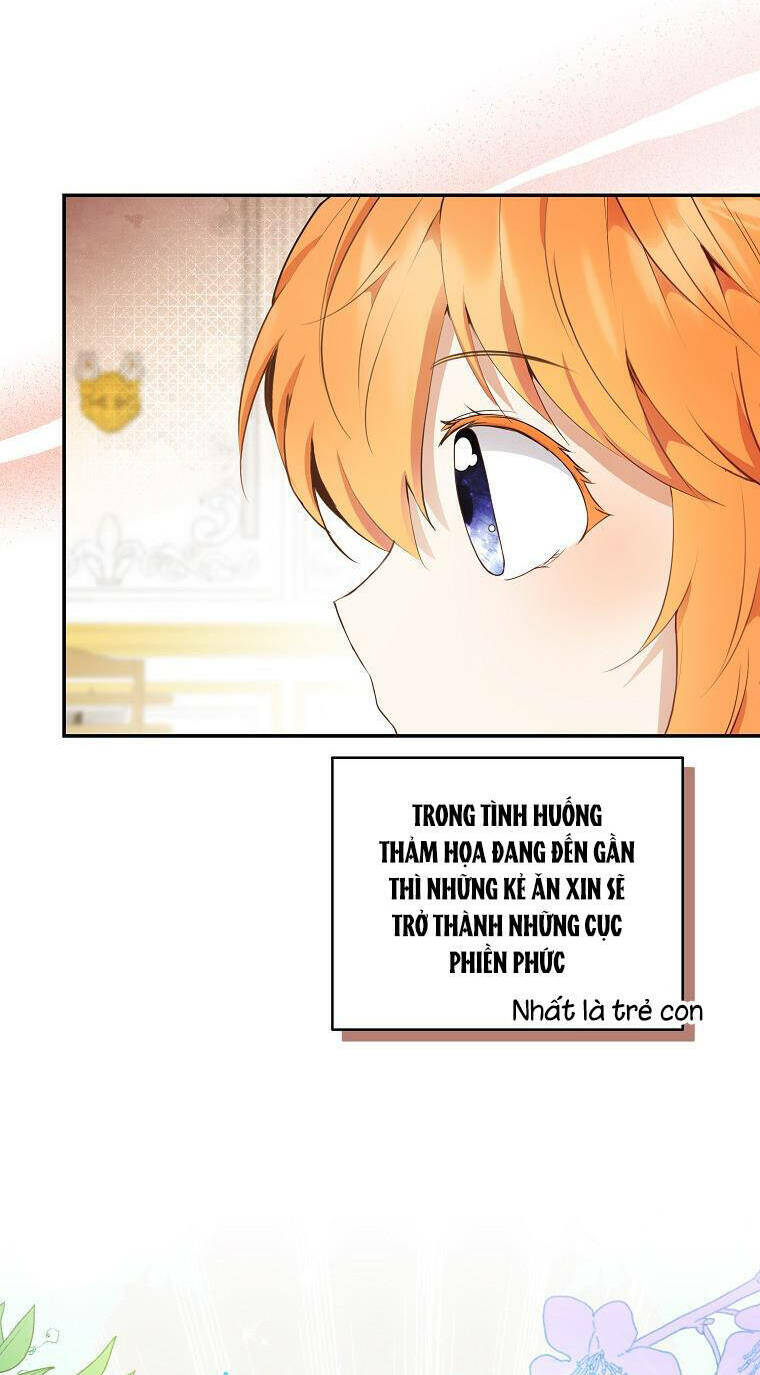 TRONG TÌNH HUỐNG
THẢM HỌA ĐANG ĐẾN GẦN
THÌ NHỮNG KẺ ĂN XIN SẼ
TRỞ THÀNH NHỮNG CỤC
PHIỀN PHỨC
Nhất là trẻ con